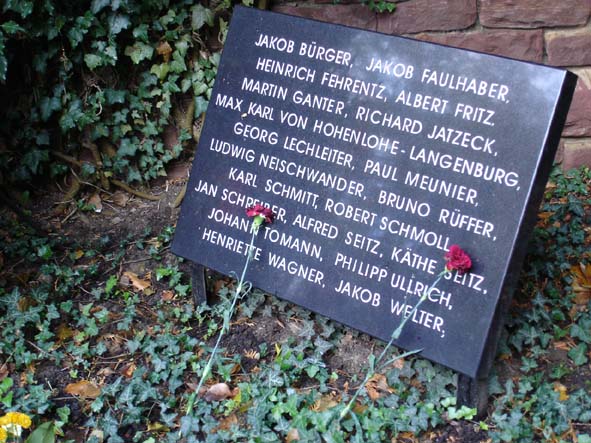 JAKOB BÜRGER, JAKOB FAULHABER,
HEINRICH FEHRENTZ, ALBERT FRITZ,
MARTIN GANTER, RICHARD JATZECK,
MAX KARL VON HOHENLOHE-LANGENBURG,
GEORG LECHLEITER, PAUL MEUNIER,
LUDWIG NEISCHWANDER, BRUNO RÜFFER,
KARL SCHMITT, ROBERT SCHMOLL,
JAN SCHREIBER, ALFRED SEITZ, KÄTHE SEITZ,
JOHANN TOMANN, PHILIPP ULLRICH,
HENRIETTE WAGNER, JAKOB WELTER,